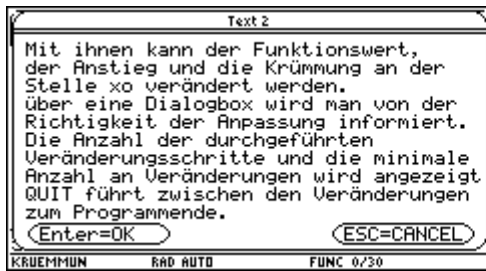 Text 2
Mit ihnen kann der Funktionswert,
der Anstieg und die Krümmung an der
Stelle xo verändert werden.
über eine Dialogbox wird man von der
Richtigkeit der Anpassung informiert.
Die Anzahl der durchgeführten
Veränderungsschritte und die minimale
Anzahl an Veränderungen wird angezeigt
QUIT führt zwischen den Veränderungen
zum Programmende.
Enter=OK ESC=CANCEL
KRUEMMUN RAD AUTO FUNC 0/30